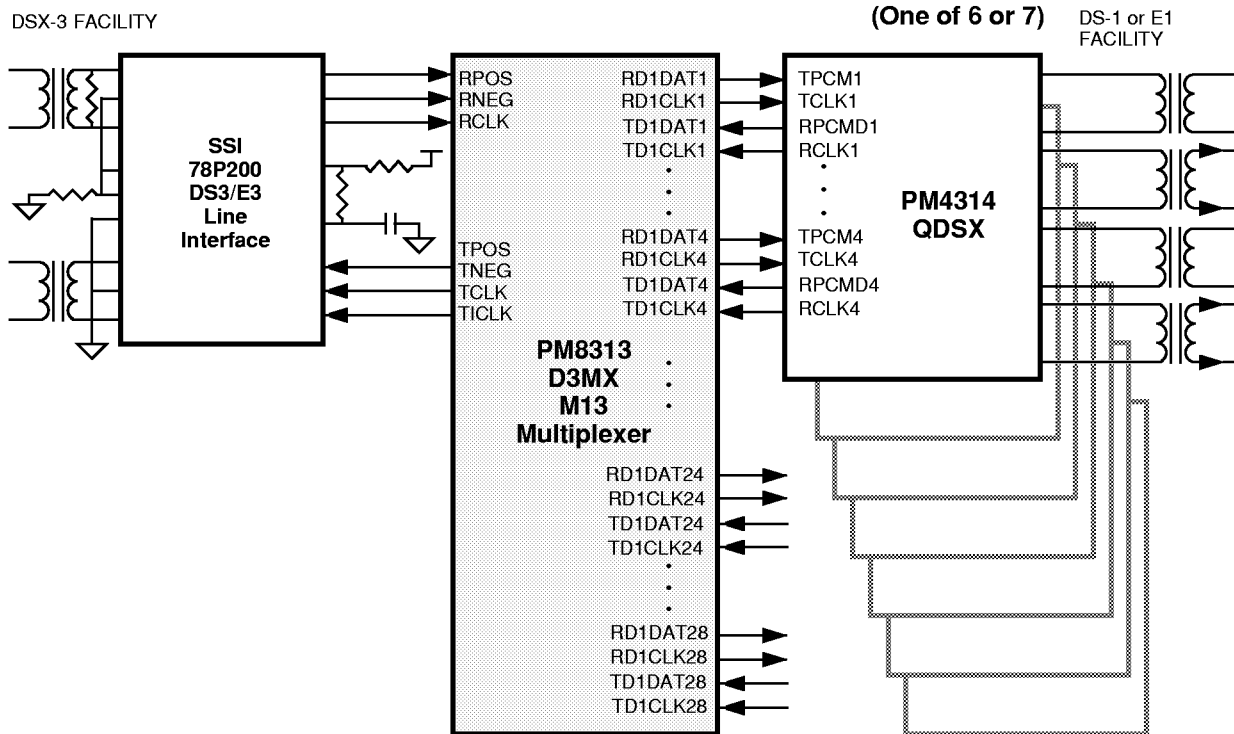 DSX-3 FACILITY
(One of 6 or 7)
DS-1 or E1
FACILITY
SSI
78P200
DS3/E3
Line
Interface
RPOS
RNEG
RCLK
TPOS
TNEG
TCLK
TICLK
PM8313
D3MX
M13
Multiplexer
RD1DAT1
RD1CLK1
TD1DAT1
TD1CLK1
RD1DAT4
RD1CLK4
TD1DAT4
TD1CLK4
RD1DAT24
RD1CLK24
TD1DAT24
TD1CLK24
RD1DAT28
RD1CLK28
TD1DAT28
TD1CLK28
TPCM1
TCLK1
RPCMD1
RCLK1
TPCM4
TCLK4
RPCMD4
RCLK4
PM4314
QDSX